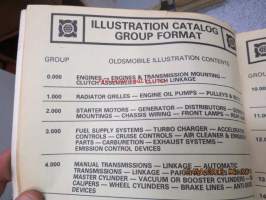 ILLUSTRATION CATALOG
GROUP FORMAT
GROUP OLDSMOBILE ILLUSTRATION CONTENTS
0.000 ENGINES — ENGINES & TRANSMISSION MOUNTING —
CLUTCH ASSEMBLIES — CLUTCH LINKAGE
1.000 RADIATOR GRILLES — ENGINE OIL PUMPS — PULLEYS &
2.000 STARTER MOTORS — GENERATOR — DISTRIBUTORS —
MOUNTINGS — CHASSIS WIRING — FRONT LAMPS —
3.000 FUEL SUPPLY SYSTEMS — TURBO CHARGER — ACCELERATOR
CONTROLS — CRUISE CONTROLS — AIR CLEANER &
PARTS — CARBURETION — EXHAUST SYSTEMS —
EMISSION CONTROL DEVICES
4.000 MANUAL TRANSMISSIONS — LINKAGE — AUTOMATIC
TRANSMISSIONS — LINKAGE —
MASTER CYLINDER — VACUUM OR BOOSTER CYLINDER —
CALIPERS — WHEEL CYLINDERS — BRAKE LINES —
DEVICES